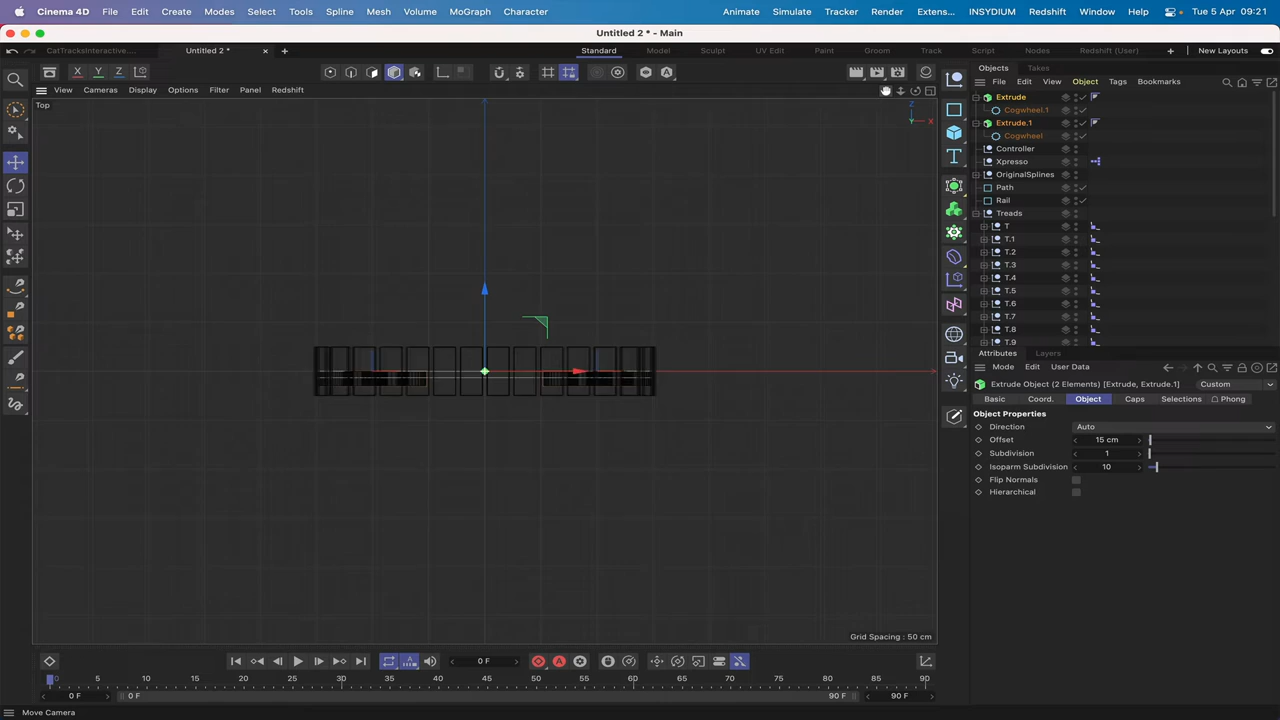 Cinema 4D File Edit Create Modes Select Tools Spline Mesh Volume MoGraph Character Animate Simulate Tracker Render Extens... INSYDIUM Redshift Window Help Tue 5 Apr 09:21
Untitled 2 * - Main
CatTracksInteractive.... Untitled 2 * Standard Model Sculpt UV Edit Paint Groom Track Script Nodes Redshift (User) New Layouts
X Y Z
View Cameras Display Options Filter Panel Redshift
Top
Z
X
Grid Spacing : 50 cm
Objects Takes
File Edit View Object Tags Bookmarks
Extrude
Cogwheel.1
Extrude.1
Cogwheel
Controller
Xpresso
OriginalSplines
Path
Rail
Treads
T
T.1
T.2
T.3
T.4
T.5
T.6
T.7
T.8
T.9
Attributes Layers
Mode Edit User Data
Extrude Object (2 Elements) [Extrude, Extrude.1] Custom
Basic Coord. Object Caps Selections Phong
Object Properties
Direction Auto
Offset 15 cm
Subdivision 1
Isoparm Subdivision 10
Flip Normals
Hierarchical
0 F
0 5 10 15 20 25 30 35 40 45 50 55 60 65 70 75 80 85 90
0 F 0 F 90 F 90 F
Move Camera